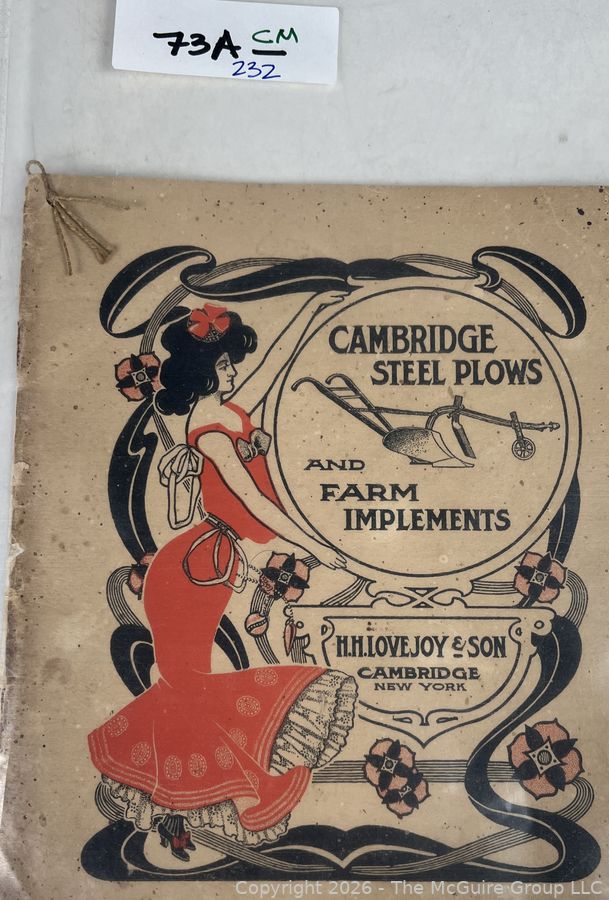 73A CM
232
CAMBRIDGE
STEEL PLOWS
AND
FARM
IMPLEMENTS
H.H. LOVEJOY & SON
CAMBRIDGE
NEW YORK
Copyright 2026 - The McGuire Group LLC